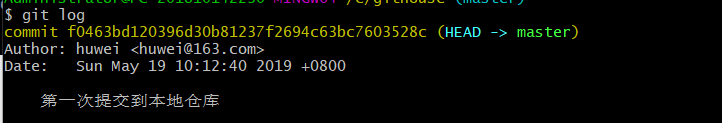 $ git log
commit f0463bd120396d30b81237f2694c63bc7603528c (HEAD -> master)
Author: huwei <huwei@163.com>
Date:   Sun May 19 10:12:40 2019 +0800
第一次提交到本地仓库